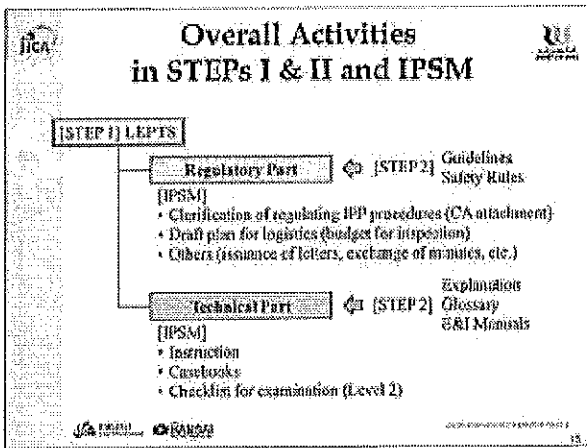 JICA
Overall Activities
in STEPs I & II and IPSM
[STEP 1] LEPTS
Regulatory Part
[STEP 2]
Guidelines
Safety Rules
[IPSM]
• Clarification of regulating IPP procedures (CA attachment)
• Draft plan for logistics (budget for inspection)
• Others (issuance of letters, exchange of minutes, etc.)
Technical Part
[STEP 2]
Explanation
Glossary
E&I Manuals
[IPSM]
• Instruction
• Casebooks
• Checklist for examination (Level 2)